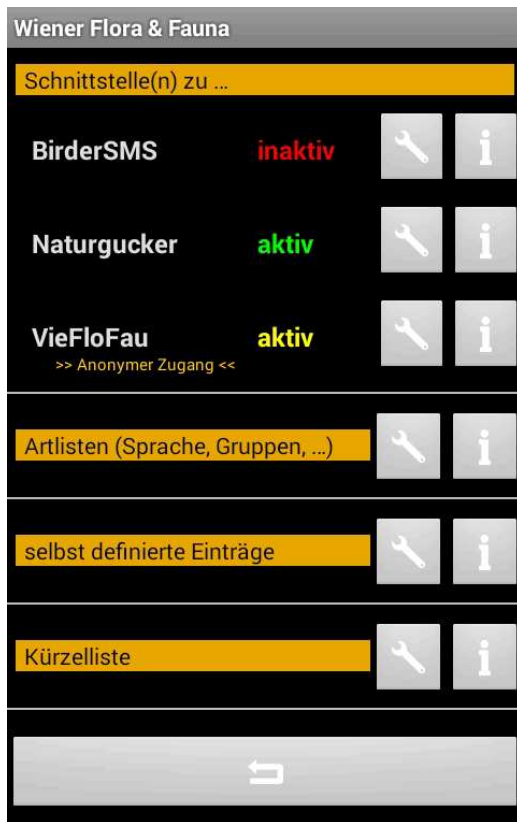 Wiener Flora & Fauna
Schnittstelle(n) zu ...
BirderSMS inaktiv
Naturgucker aktiv
VieFloFau aktiv
>> Anonymer Zugang <<
Artlisten (Sprache, Gruppen, ...)
selbst definierte Einträge
Kürzelliste